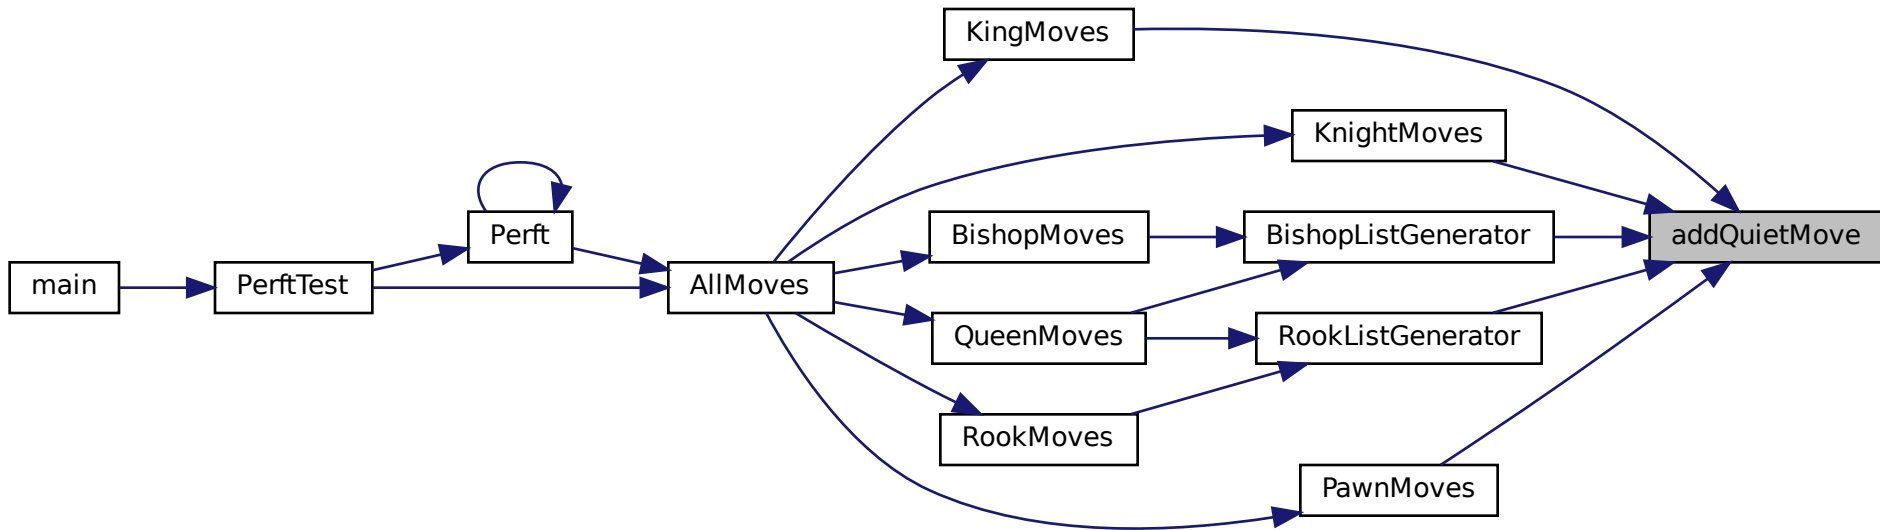 KingMoves
KnightMoves
Perft
BishopMoves
BishopListGenerator
addQuietMove
main
PerftTest
AllMoves
QueenMoves
RookListGenerator
RookMoves
PawnMoves